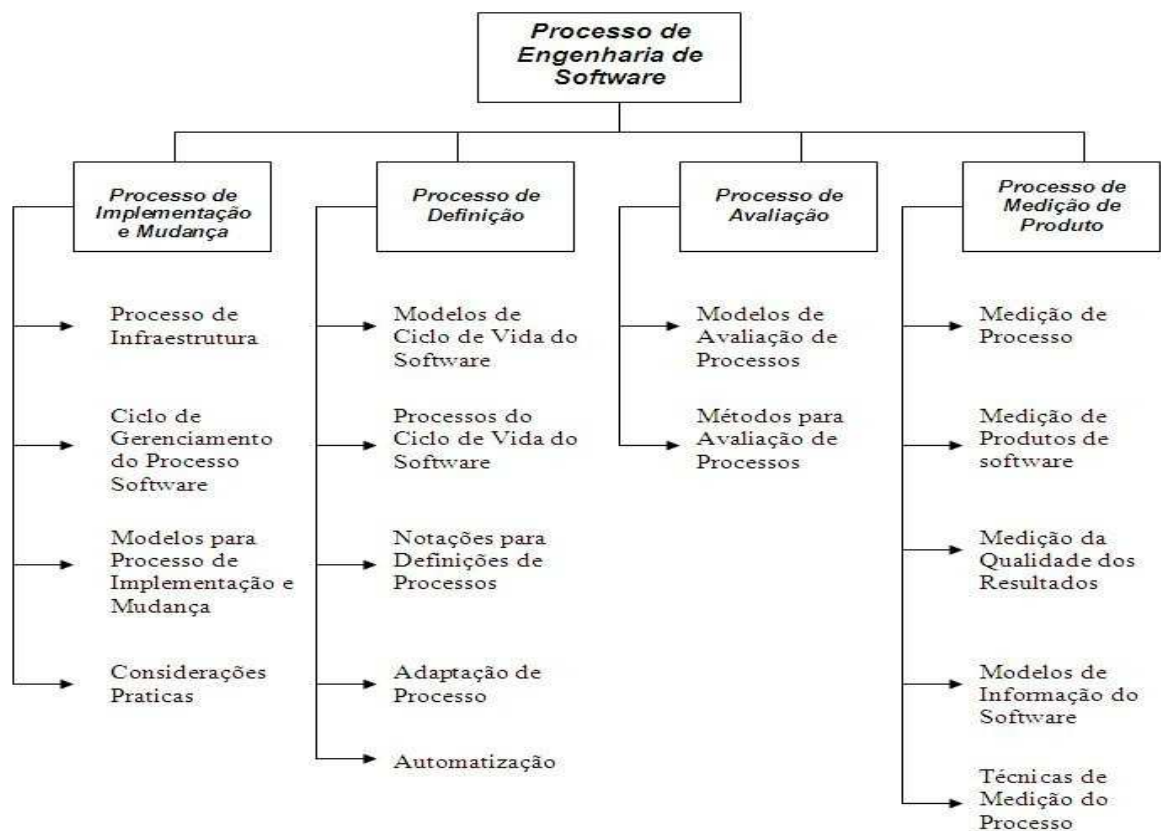 Processo de
Engenharia de
Software
Processo de
Implementação
e Mudança
Processo de
Infraestrutura
Ciclo de
Gerenciamento
do Processo
Software
Modelos para
Processo de
Implementação e
Mudança
Considerações
Praticas
Processo de
Definição
Modelos de
Ciclo de Vida do
Software
Processos do
Ciclo de Vida do
Software
Notações para
Definições de
Processos
Adaptação de
Processo
Automatização
Processo de
Avaliação
Modelos de
Avaliação de
Processos
Métodos para
Avaliação de
Processos
Processo de
Medição de
Produto
Medição de
Processo
Medição de
Produtos de
software
Medição da
Qualidade dos
Resultados
Modelos de
Informação do
Software
Técnicas de
Medição do
Processo